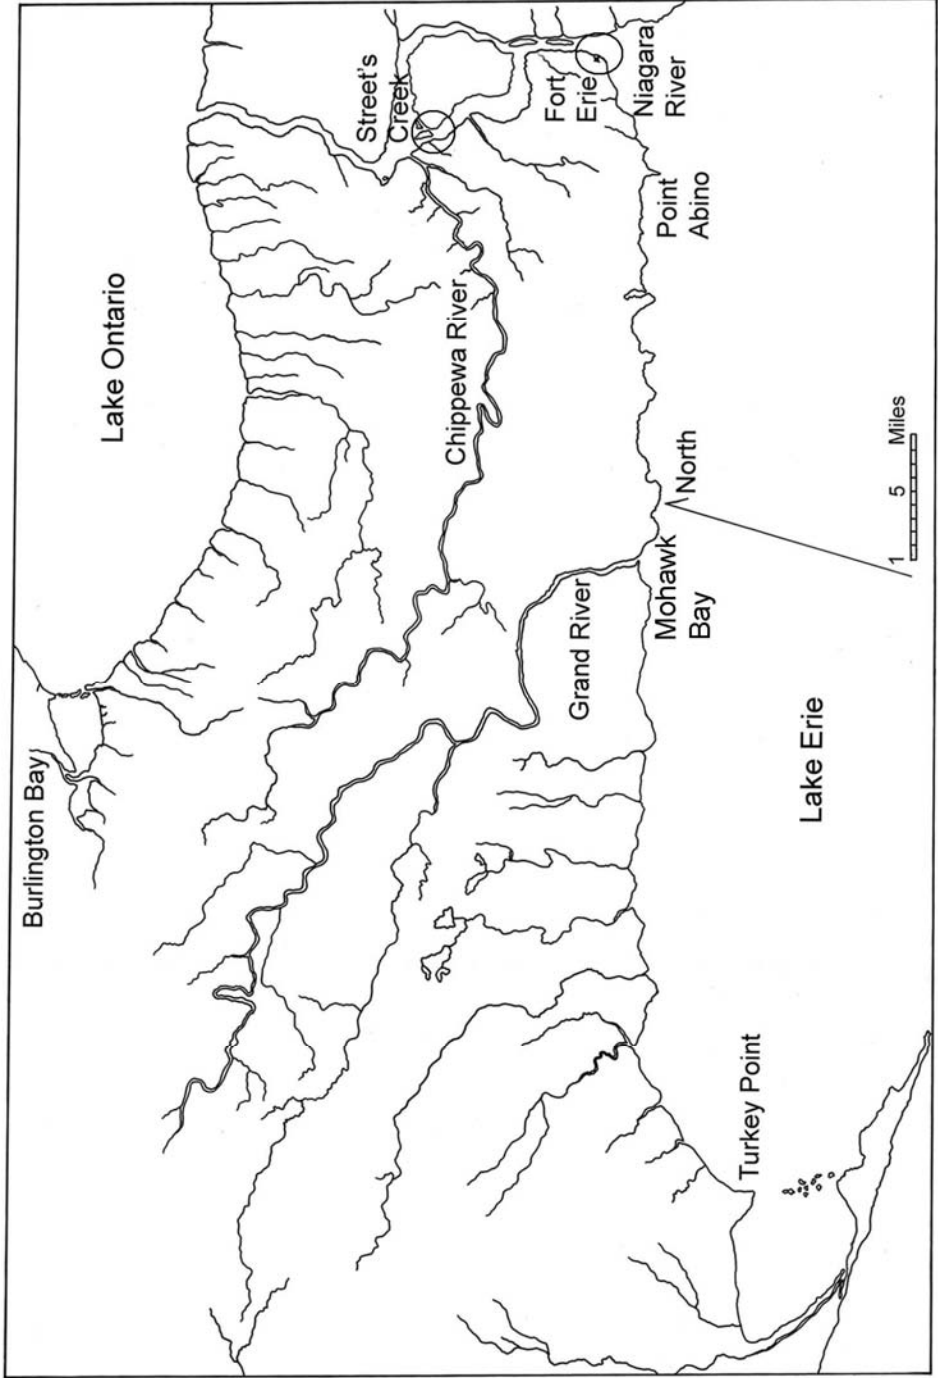 Burlington Bay
Lake Ontario
Street's
Creek
Chippewa River
Fort
Erie
Niagara
River
Point
Abino
Grand River
Mohawk
Bay
North
Lake Erie
Turkey Point
1 5 Miles